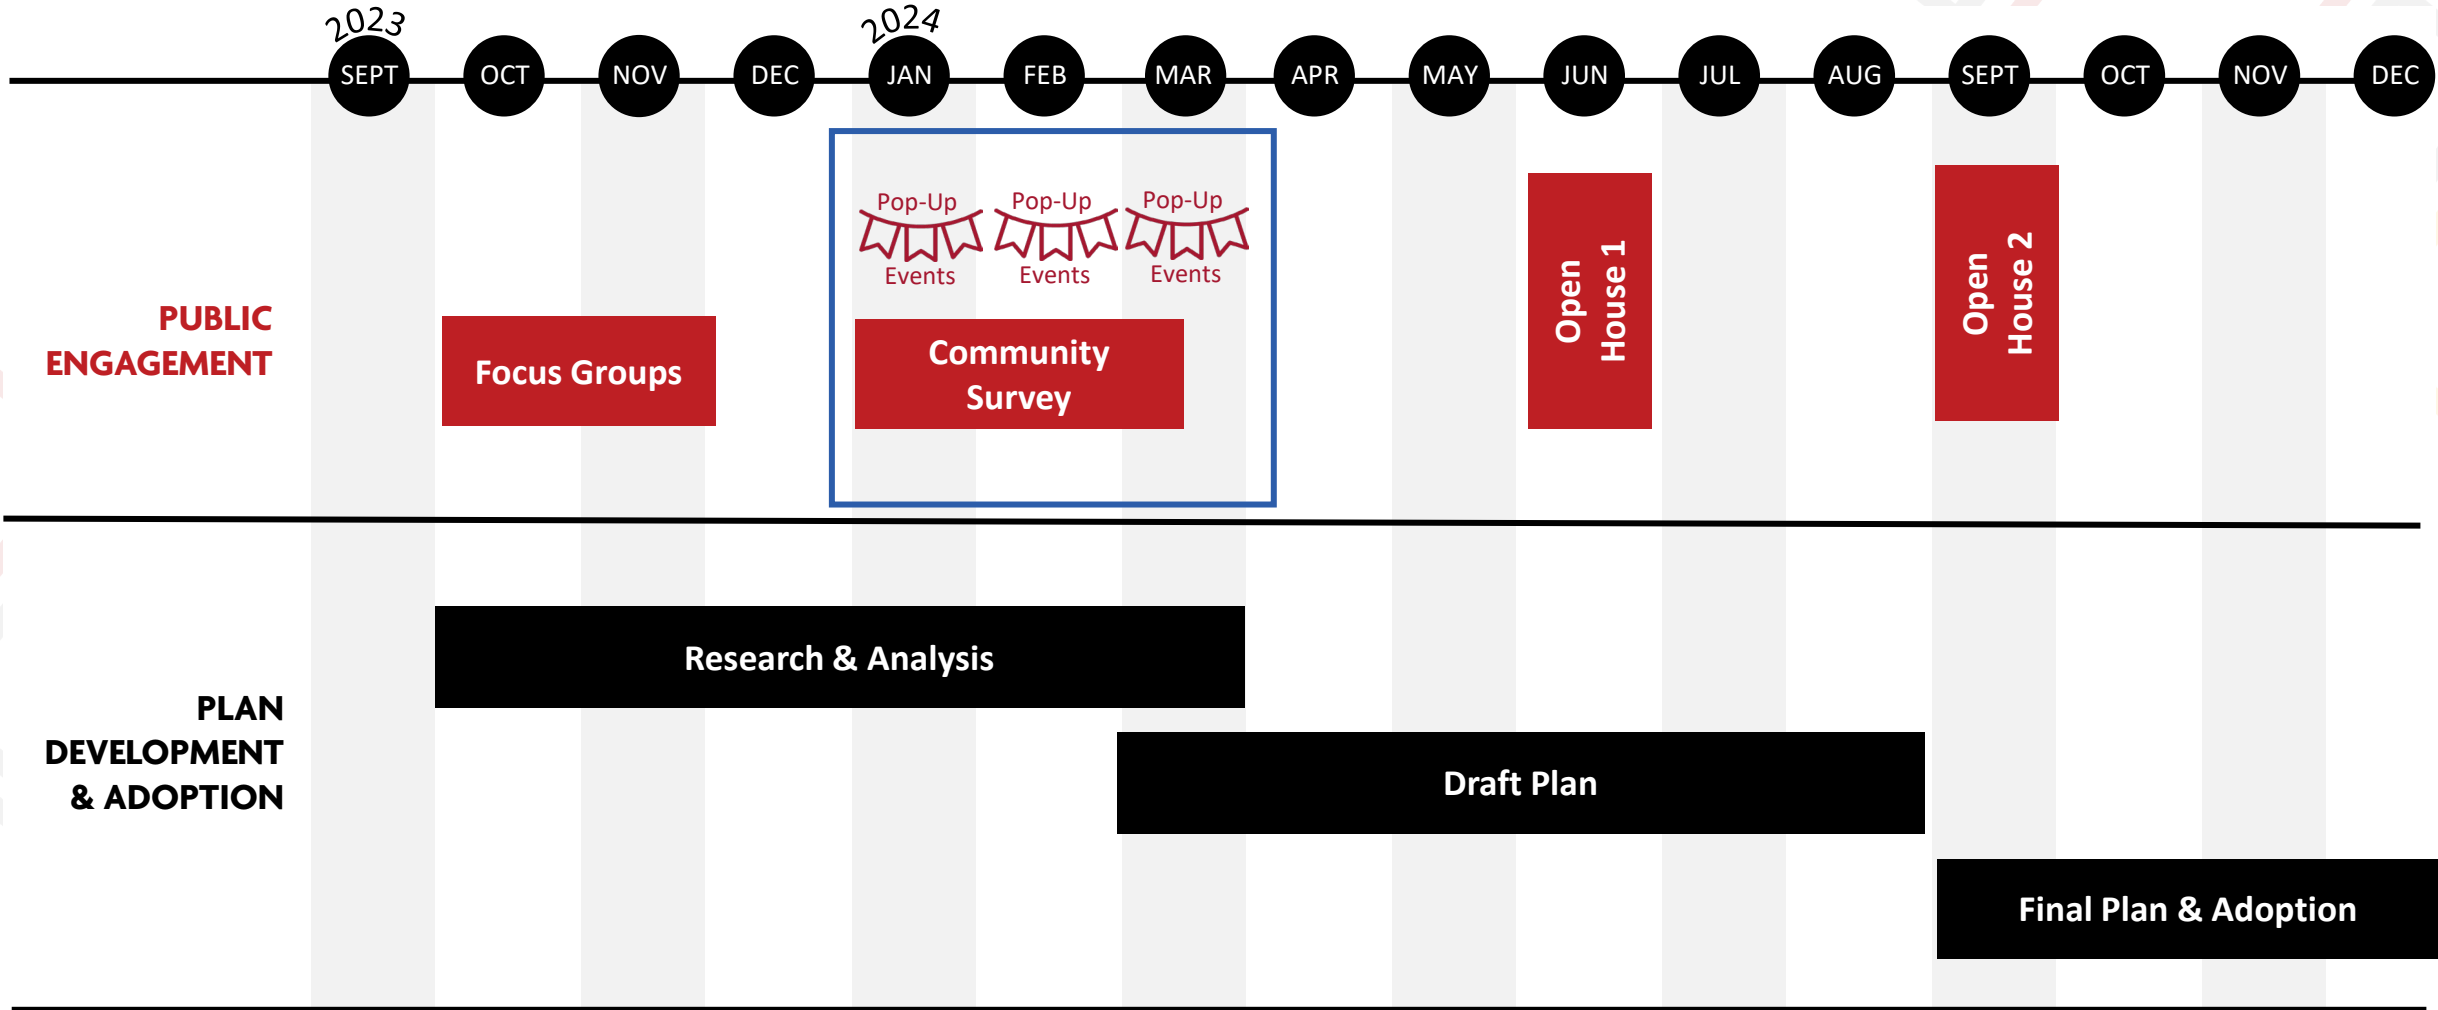 2023
2024
SEPT OCT NOV DEC JAN FEB MAR APR MAY JUN JUL AUG SEPT OCT NOV DEC
PUBLIC
ENGAGEMENT
Focus Groups
Pop-Up
Events
Pop-Up
Events
Pop-Up
Events
Community
Survey
Open
House 1
Open
House 2
PLAN
DEVELOPMENT
& ADOPTION
Research & Analysis
Draft Plan
Final Plan & Adoption